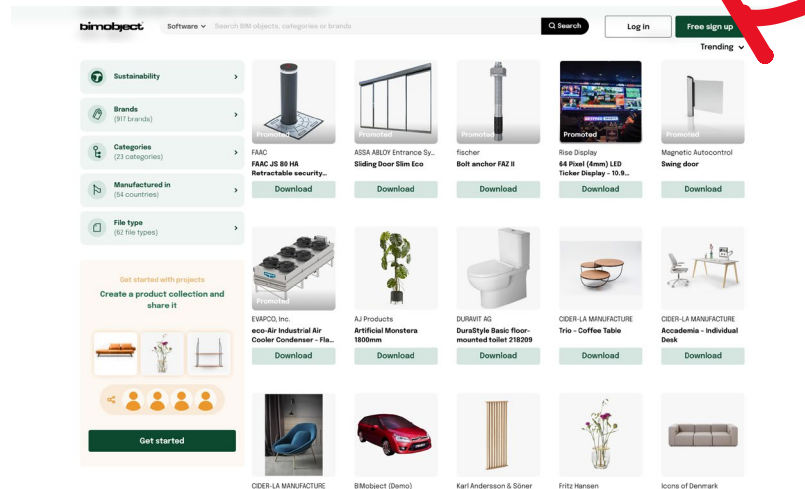 bimobject
Software
Search BIM objects, categories or brands
Search
Log in
Free sign up
Trending
Sustainability
Brands
(917 brands)
Categories
(23 categories)
Manufactured in
(54 countries)
File type
(62 file types)
Get started with projects
Create a product collection and
share it
Get started
Promoted
FAAC
FAAC JS 80 HA
Retractable security...
Download
Promoted
ASSA ABLOY Entrance Sy...
Sliding Door Slim Eco
Download
Promoted
fischer
Bolt anchor FAZ II
Download
Promoted
Rise Display
64 Pixel (4mm) LED
Ticker Display - 10.9...
Download
Promoted
Magnetic Autocontrol
Swing door
Download
Promoted
EVAPCO, Inc.
eco-Air Industrial Air
Cooler Condenser - Fla...
Download
AJ Products
Artificial Monstera
1800mm
Download
DURAVIT AG
DuraStyle Basic floor-
mounted toilet 218209
Download
CIDER-LA MANUFACTURE
Trio - Coffee Table
Download
CIDER-LA MANUFACTURE
Accademia - Individual
Desk
Download
CIDER-LA MANUFACTURE
BIMobject (Demo)
Karl Andersson & Söner
Fritz Hansen
Icons of Denmark